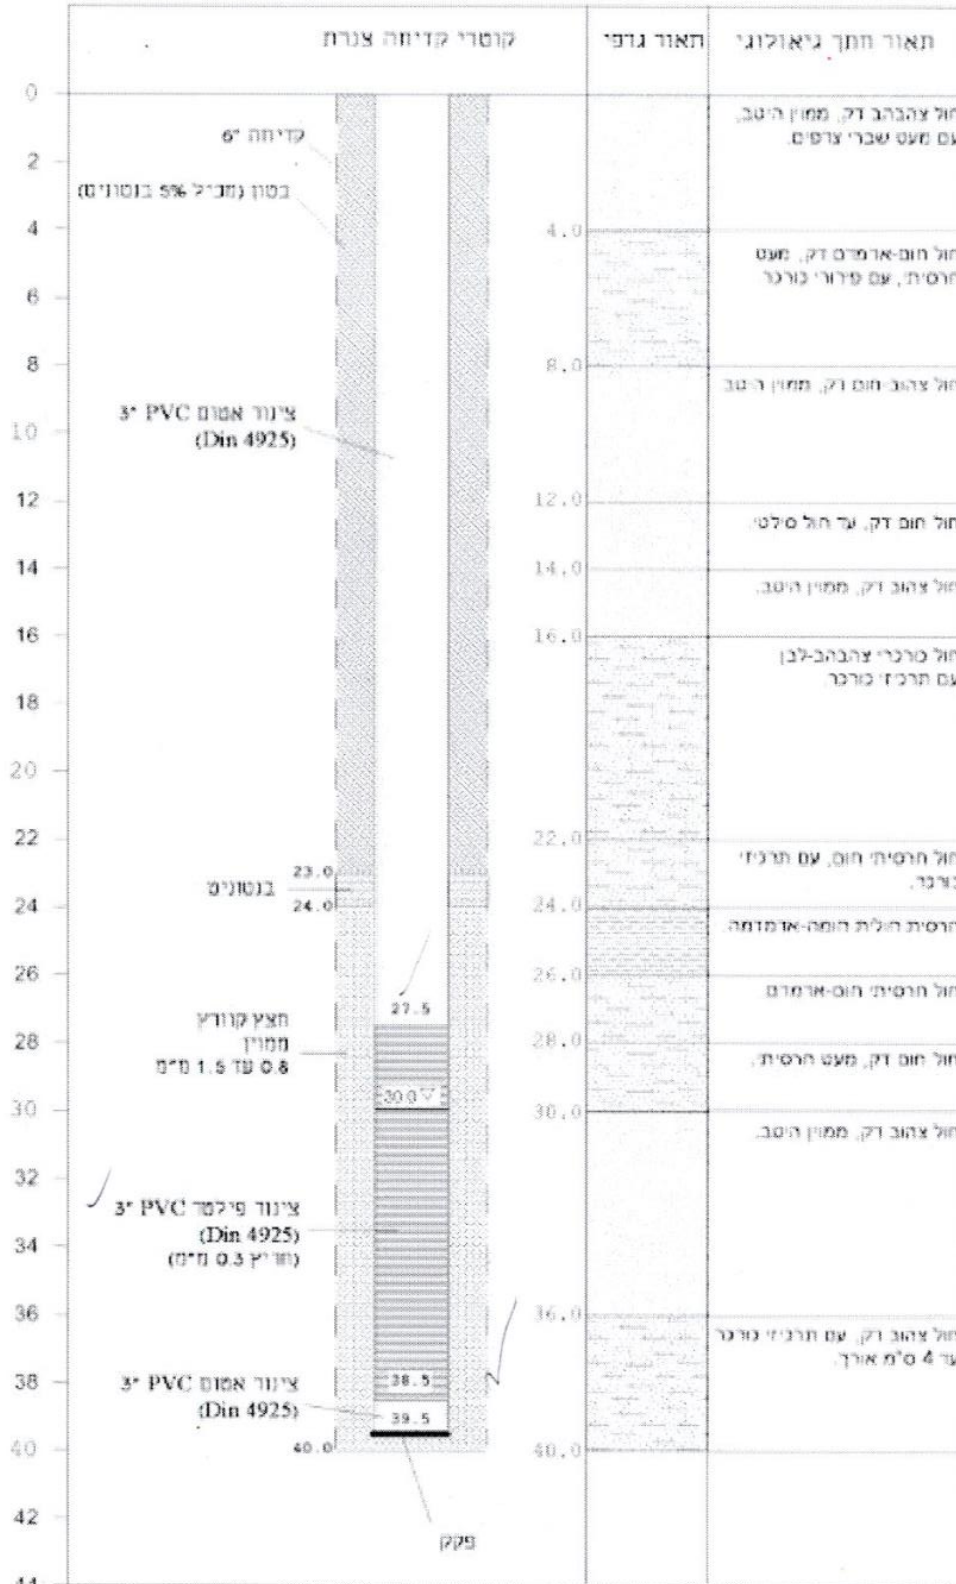 תאור חתך גיאולוגי
תאור גרפי
קוטרי קדיחה צנרת
0
2
4
6
8
10
12
14
16
18
20
22
24
26
28
30
32
34
36
38
40
42
44
קדיחה 6"
בטון (מכיל 5% בנטוניט)
צינור אטום 3" PVC
(Din 4925)
23.0
בנטוניט
24.0
27.5
חצץ קוורץ
ממוין
0.8 עד 1.5 מ"מ
30.0
צינור פילטר 3" PVC
(Din 4925)
(חריץ 0.3 מ"מ)
38.5
צינור אטום 3" PVC
(Din 4925)
39.5
40.0
פקק
4.0
8.0
12.0
14.0
16.0
22.0
24.0
26.0
28.0
30.0
36.0
40.0
חול צהבהב דק, ממוין היטב,
עם מעט שברי צדפים.
חול חום-ארמדם דק, מעט
חרסיתי, עם פירורי כורכר
חול צהוב-חום דק, ממוין היטב
חול חום דק, עד חול סילטי.
חול צהוב דק, ממוין היטב.
חול כורכרי צהבהב-לבן
עם תרכיזי כורכר
חול חרסיתי חום, עם תרכיזי
כורכר.
חרסית חולית חומה-ארמדמה.
חול חרסיתי חום-ארמדם
חול חום דק, מעט חרסיתי.
חול צהוב דק, ממוין היטב.
חול צהוב דק, עם תרכיזי כורכר
עד 4 ס"מ אורך.